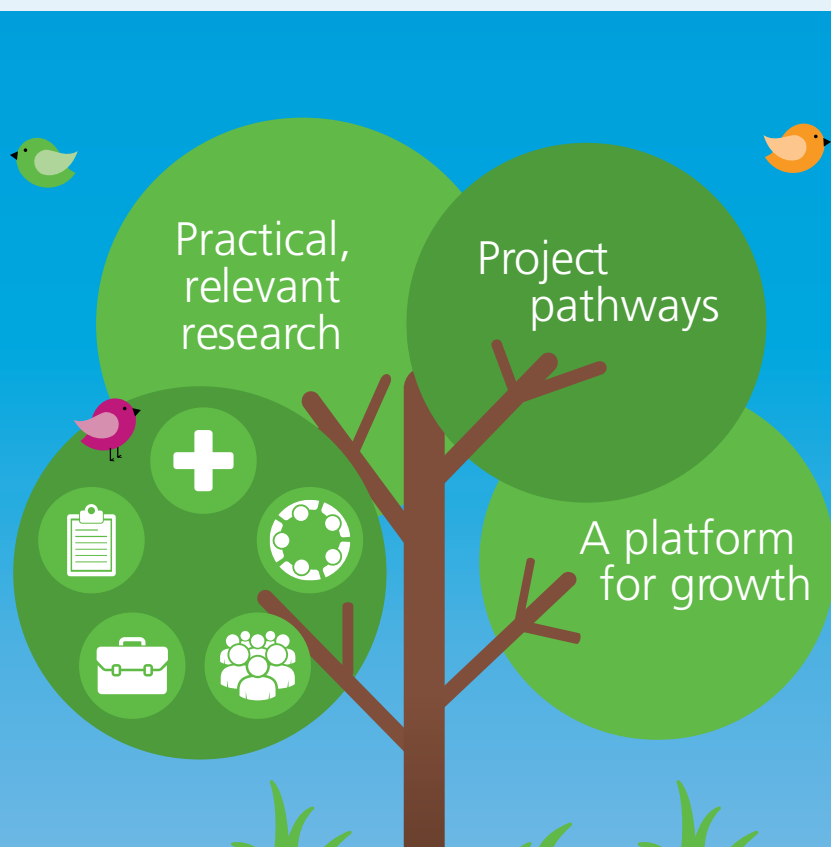 Practical,
relevant
research
Project
pathways
A platform
for growth